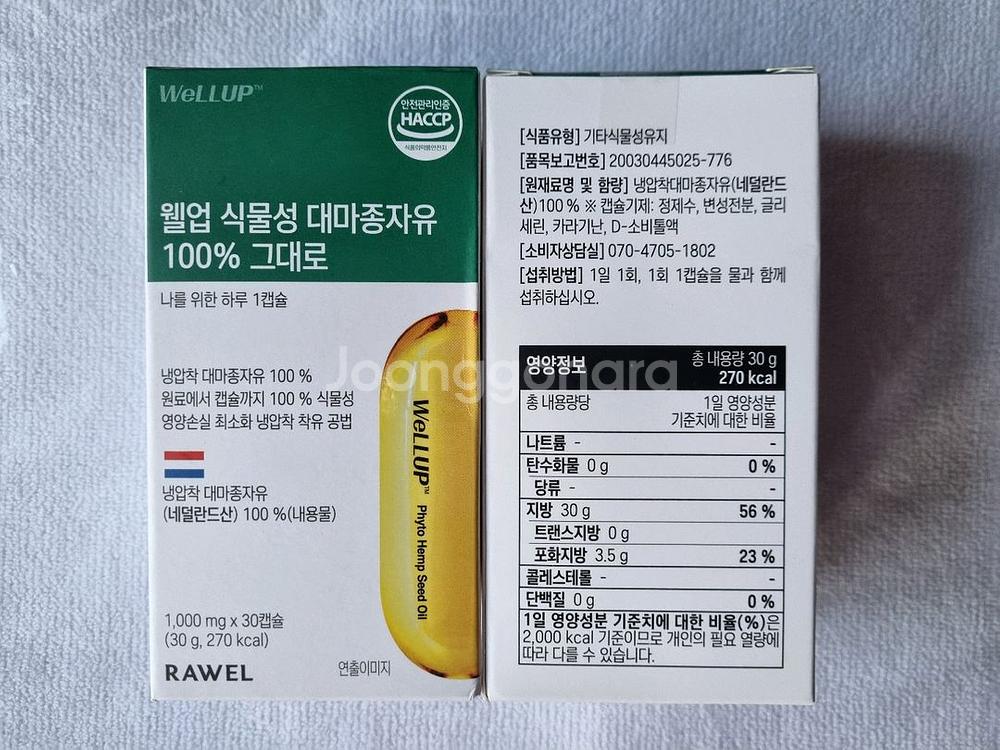 WeLLUP™
안전관리인증
HACCP
식품의약품안전처
웰업 식물성 대마종자유
100% 그대로
나를 위한 하루 1캡슐
냉압착 대마종자유 100 %
원료에서 캡슐까지 100 % 식물성
영양손실 최소화 냉압착 착유 공법
냉압착 대마종자유
(네덜란드산) 100 %(내용물)
WeLLUP™ Phyto Hemp Seed Oil
1,000 mg x 30캡슐
(30 g, 270 kcal)
RAWEL
연출이미지
[식품유형] 기타식물성유지
[품목보고번호] 20030445025-776
[원재료명 및 함량] 냉압착대마종자유(네덜란드
산)100 % ※ 캡슐기제: 정제수, 변성전분, 글리
세린, 카라기난, D-소비톨액
[소비자상담실] 070-4705-1802
[섭취방법] 1일 1회, 1회 1캡슐을 물과 함께
섭취하십시오.
영양정보
총 내용량 30 g
270 kcal
총 내용량당
1일 영양성분
기준치에 대한 비율
나트륨 - -
탄수화물 0 g 0 %
당류 - -
지방 30 g 56 %
트랜스지방 0 g
포화지방 3.5 g 23 %
콜레스테롤 - -
단백질 0 g 0 %
1일 영양성분 기준치에 대한 비율(%)은
2,000 kcal 기준이므로 개인의 필요 열량에
따라 다를 수 있습니다.
Joonggonara